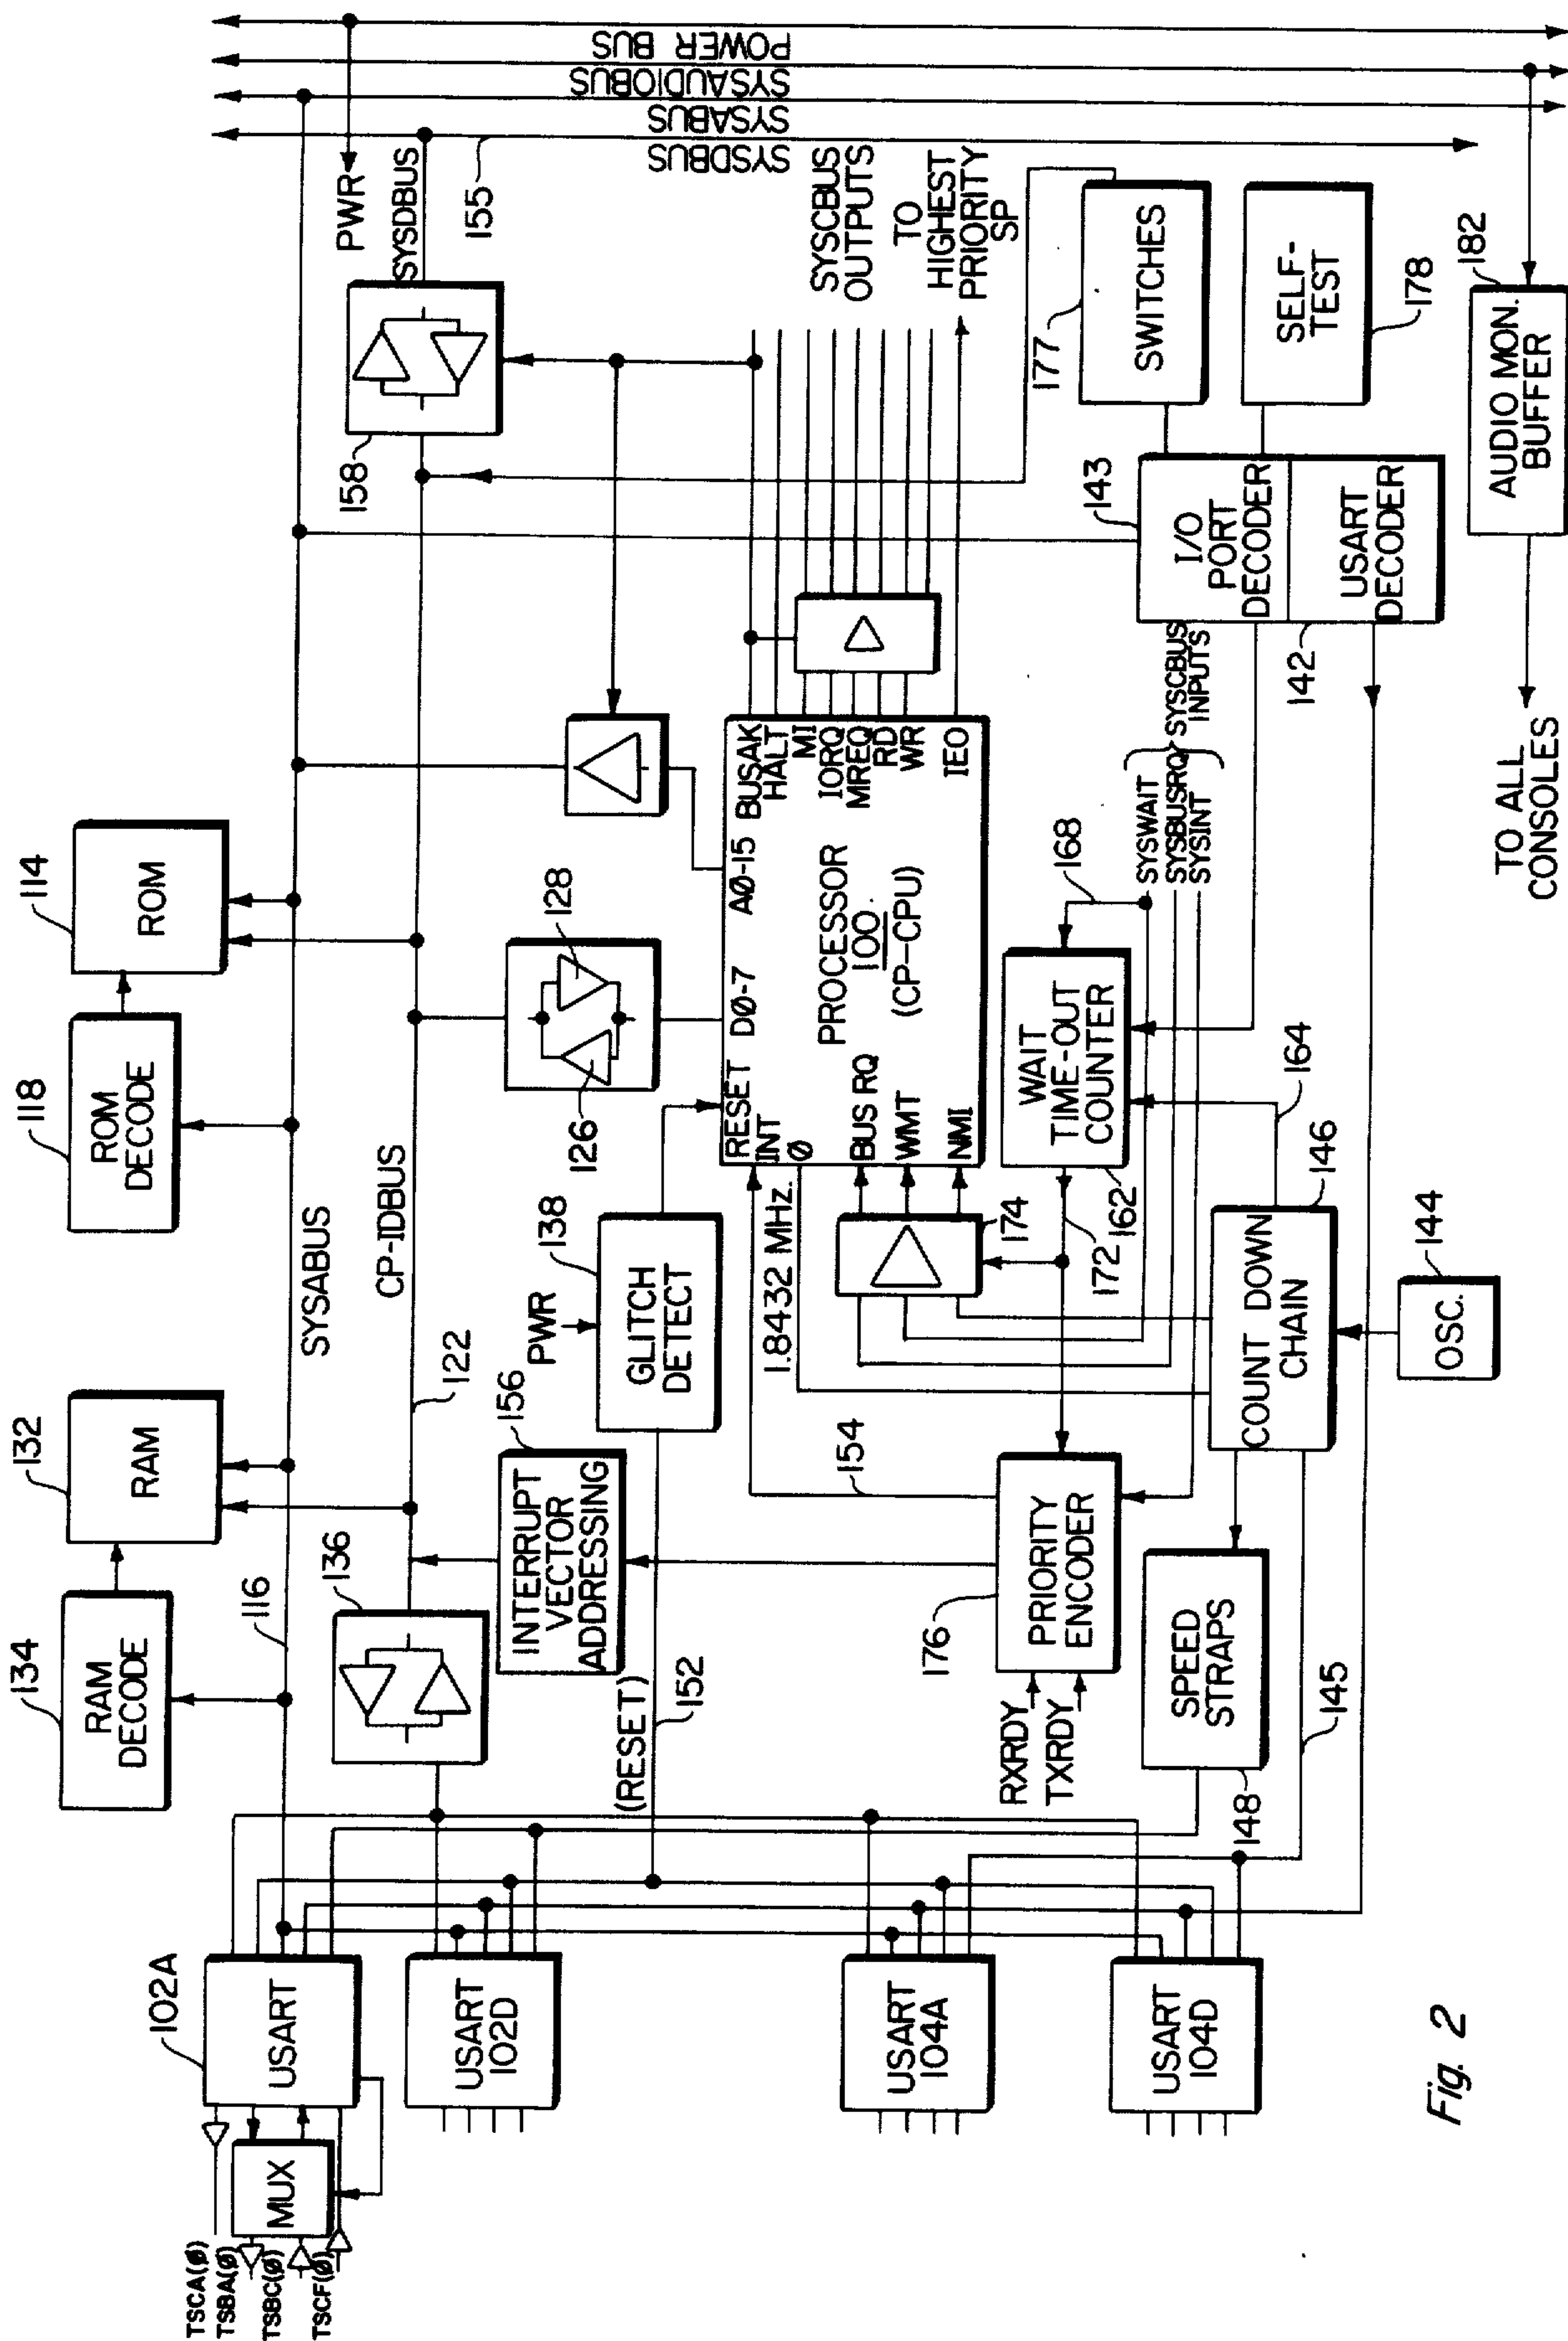 134
RAM
DECODE
132
RAM
118
ROM
DECODE
114
ROM
102A
USART
MUX
TSCA(Ø)
TSBA(Ø)
TSBC(Ø)
TSCF(Ø)
116
SYSABUS
CP-IDBUS
122
136
158
PWR
SYSDBUS
155
POWER BUS
SYSAUDIOBUS
SYSABUS
SYSDBUS
USART
102D
156
INTERRUPT
VECTOR
ADDRESSING
PWR
138
GLITCH
DETECT
126
128
(RESET)
152
RESET
DØ-7
AØ-15
BUSAK
HALT
MI
IORQ
MREQ
RD
WR
IEO
INT
Ø
BUS RQ
WMT
NMI
PROCESSOR
100
(CP-CPU)
SYSCBUS
OUTPUTS
TO
HIGHEST
PRIORITY
SP
1.8432 MHz.
154
174
172
162
WAIT
TIME-OUT
COUNTER
168
SYSWAIT
SYSBUSRQ
SYSINT
SYSCBUS
INPUTS
USART
104A
RXRDY
TXRDY
176
PRIORITY
ENCODER
164
146
COUNT DOWN
CHAIN
144
OSC.
143
I/O
PORT
DECODER
142
USART
DECODER
177
SWITCHES
SELF-
TEST
178
USART
104D
148
SPEED
STRAPS
145
182
AUDIO MON.
BUFFER
TO ALL
CONSOLES
Fig. 2